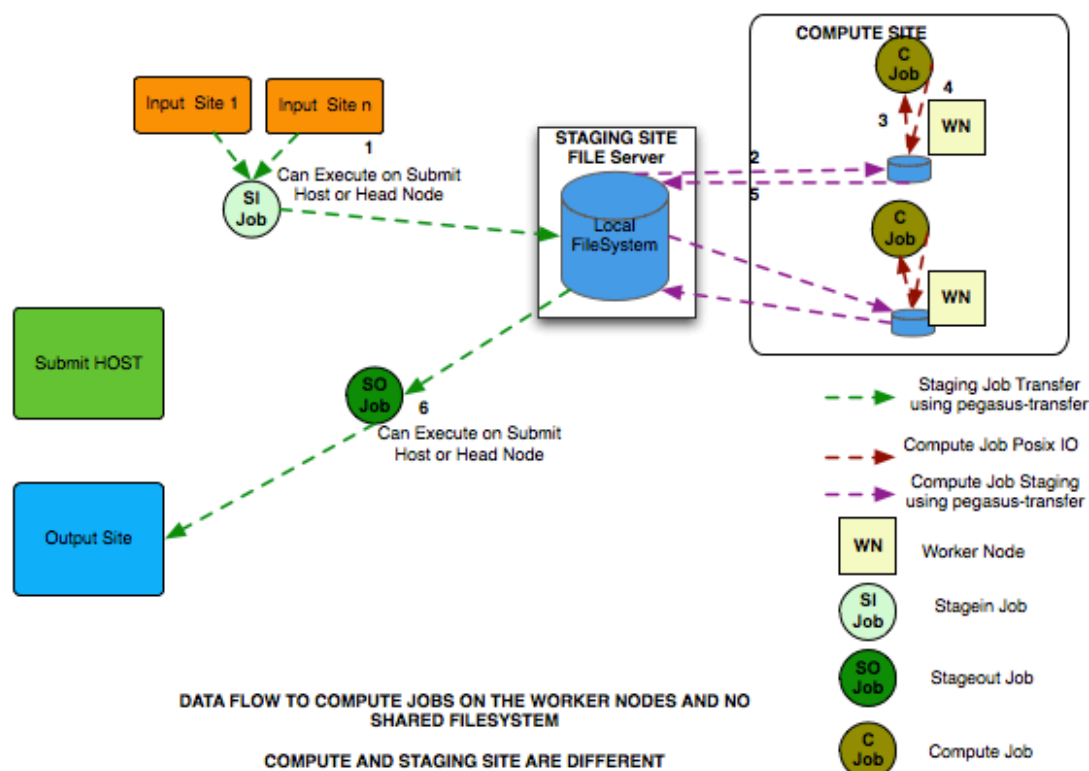 COMPUTE SITE
C
Job
4
3
WN
Input Site 1
Input Site n
1
Can Execute on Submit
Host or Head Node
SI
Job
STAGING SITE
FILE Server
Local
FileSystem
2
5
C
Job
WN
Submit HOST
SO
Job
6
Can Execute on Submit
Host or Head Node
Output Site
Staging Job Transfer
using pegasus-transfer
Compute Job Posix IO
Compute Job Staging
using pegasus-transfer
WN
Worker Node
SI
Job
Stagein Job
SO
Job
Stageout Job
C
Job
Compute Job
DATA FLOW TO COMPUTE JOBS ON THE WORKER NODES AND NO
SHARED FILESYSTEM
COMPUTE AND STAGING SITE ARE DIFFERENT